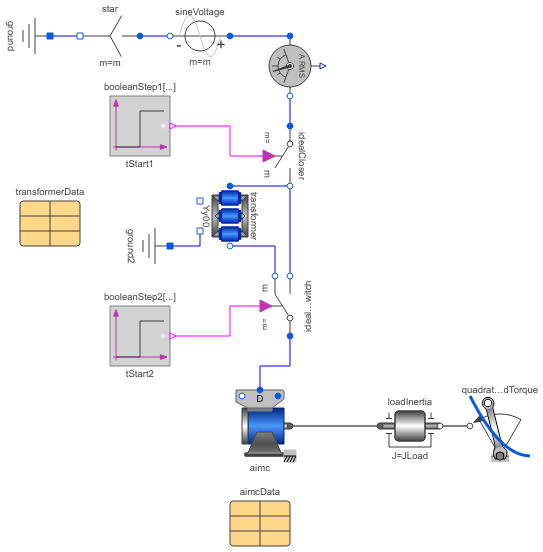 star
sineVoltage
ground
- +
m=m
m=m
A RMS
booleanStep1[...]
m=
idealCloser
m
tStart1
transformerData
transformer
Yy00
ground2
booleanStep2[...]
m
ideal...witch
m=
tStart2
D
loadInertia
quadrat...dTorque
J=JLoad
aimc
aimcData